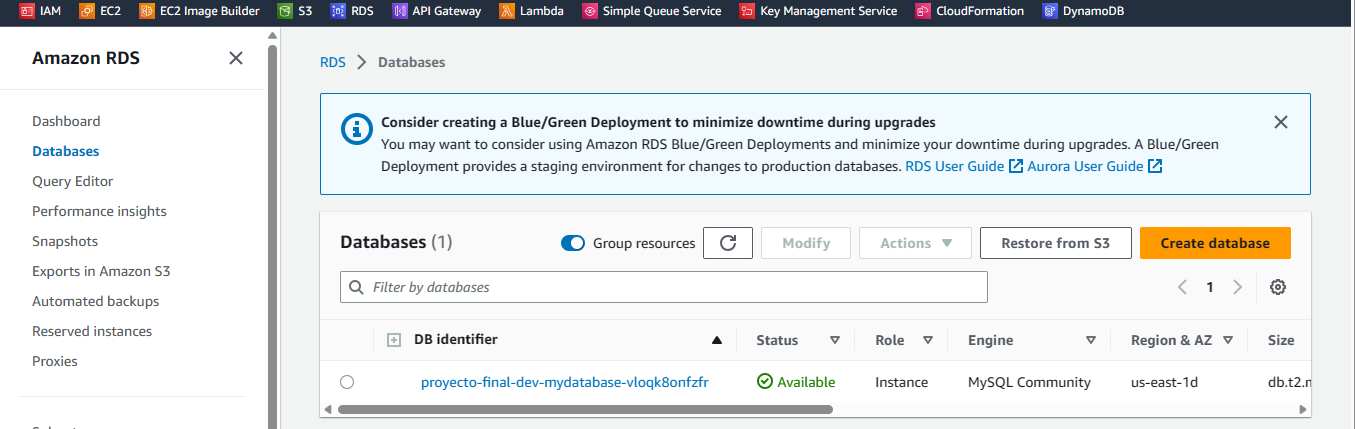 IAM EC2 EC2 Image Builder S3 RDS API Gateway Lambda Simple Queue Service Key Management Service CloudFormation DynamoDB
Amazon RDS
Dashboard
Databases
Query Editor
Performance insights
Snapshots
Exports in Amazon S3
Automated backups
Reserved instances
Proxies
RDS > Databases
Consider creating a Blue/Green Deployment to minimize downtime during upgrades
You may want to consider using Amazon RDS Blue/Green Deployments and minimize your downtime during upgrades. A Blue/Green
Deployment provides a staging environment for changes to production databases. RDS User Guide Aurora User Guide
Databases (1) Group resources Modify Actions Restore from S3 Create database
Filter by databases 1
DB identifier Status Role Engine Region & AZ Size
proyecto-final-dev-mydatabase-vloqk8onfzfr Available Instance MySQL Community us-east-1d db.t2.